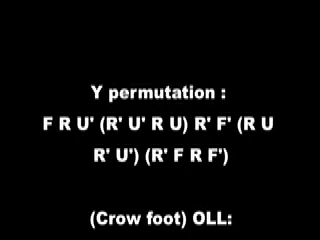 Y permutation :
F R U' (R' U' R U) R' F' (R U
R' U') (R' F R F')
(Crow foot) OLL: